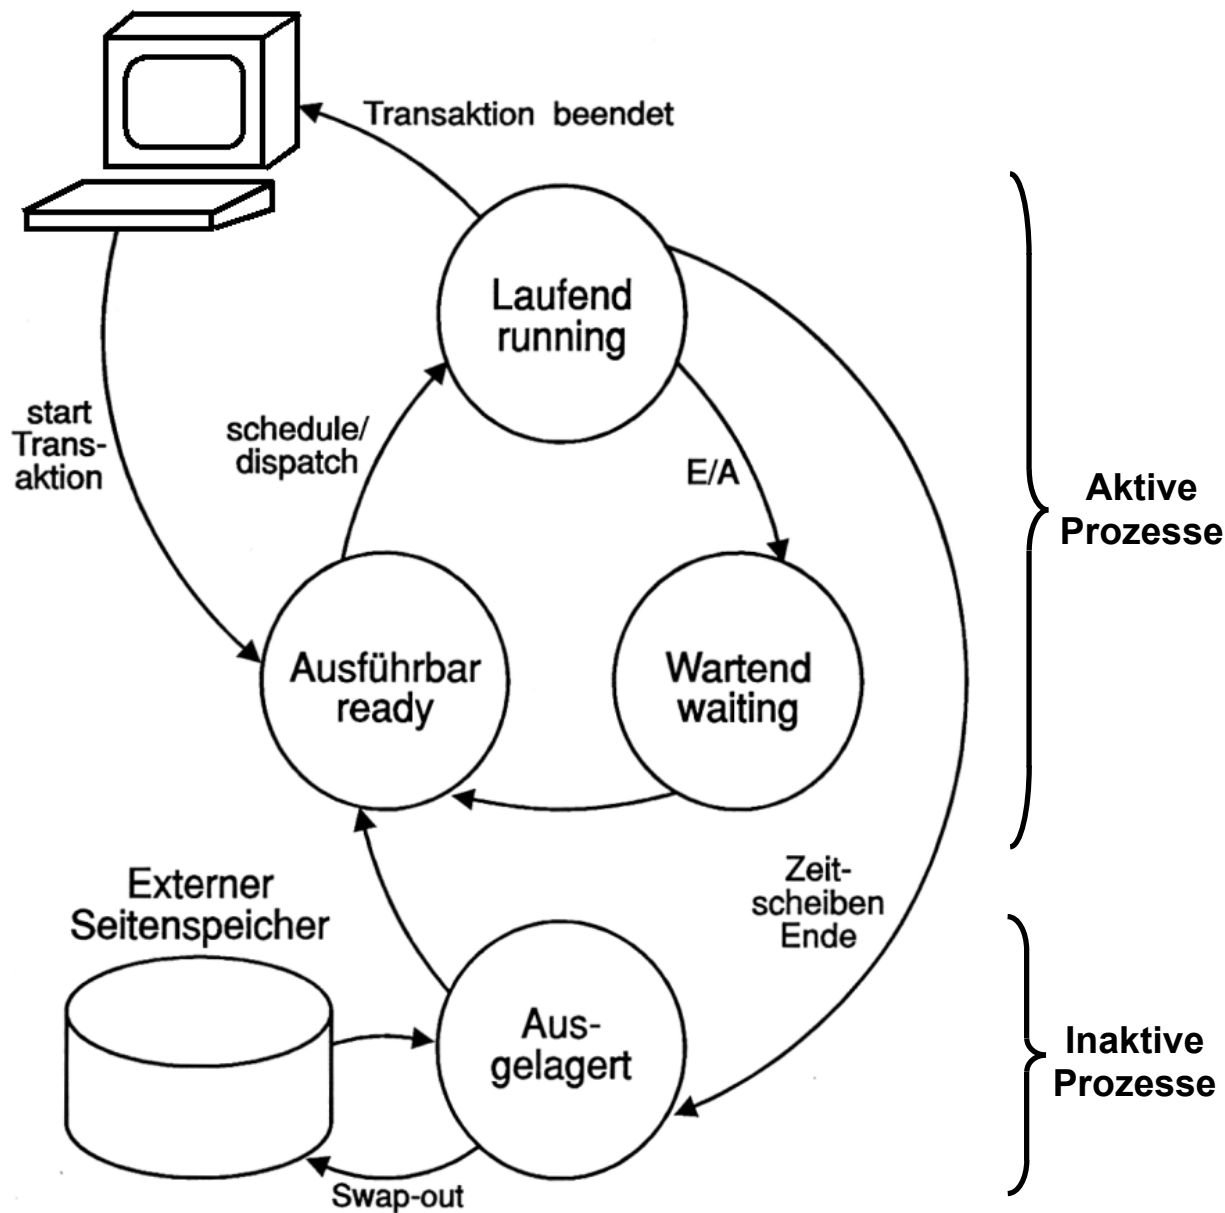 Transaktion beendet
Laufend
running
start
Trans-
aktion
schedule/
dispatch
E/A
Aktive
Prozesse
Ausführbar
ready
Wartend
waiting
Externer
Seitenspeicher
Zeit-
scheiben
Ende
Aus-
gelagert
Inaktive
Prozesse
Swap-out